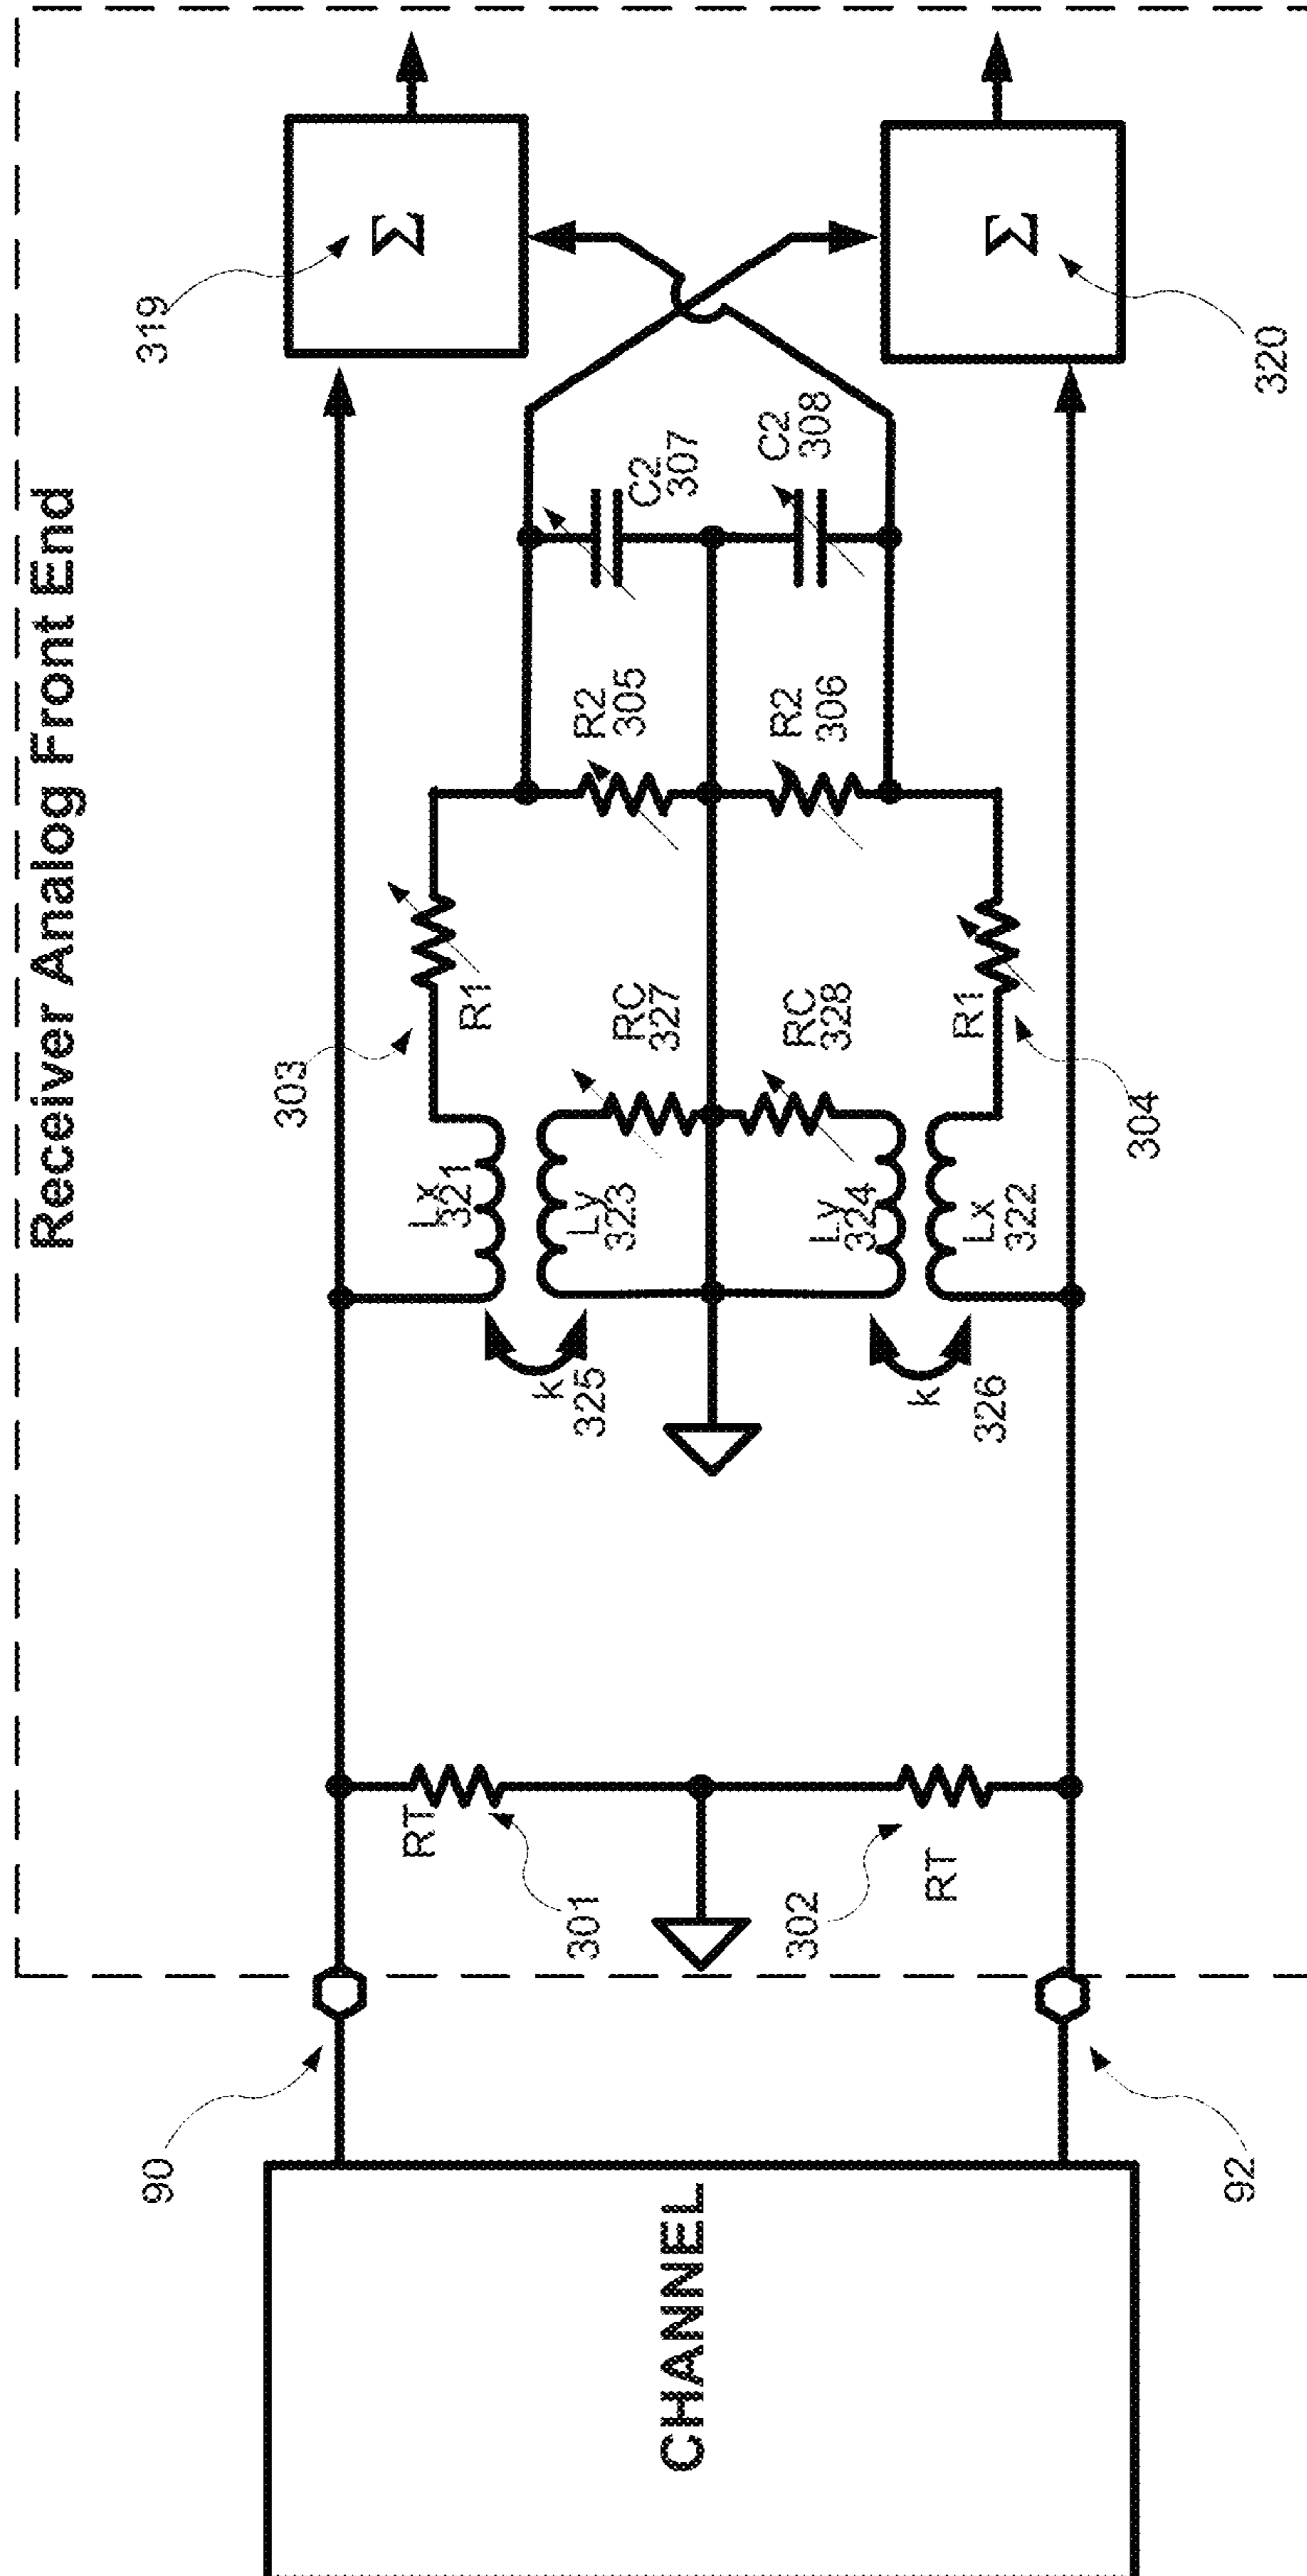 Receiver Analog Front End
CHANNEL
90
92
RT
301
302
RT
k
325
k
326
Lx
321
Ly
323
Ly
324
Lx
322
303
R1
RC
327
RC
328
R1
304
R2
305
R2
306
C2
307
C2
308
319
Σ
Σ
320